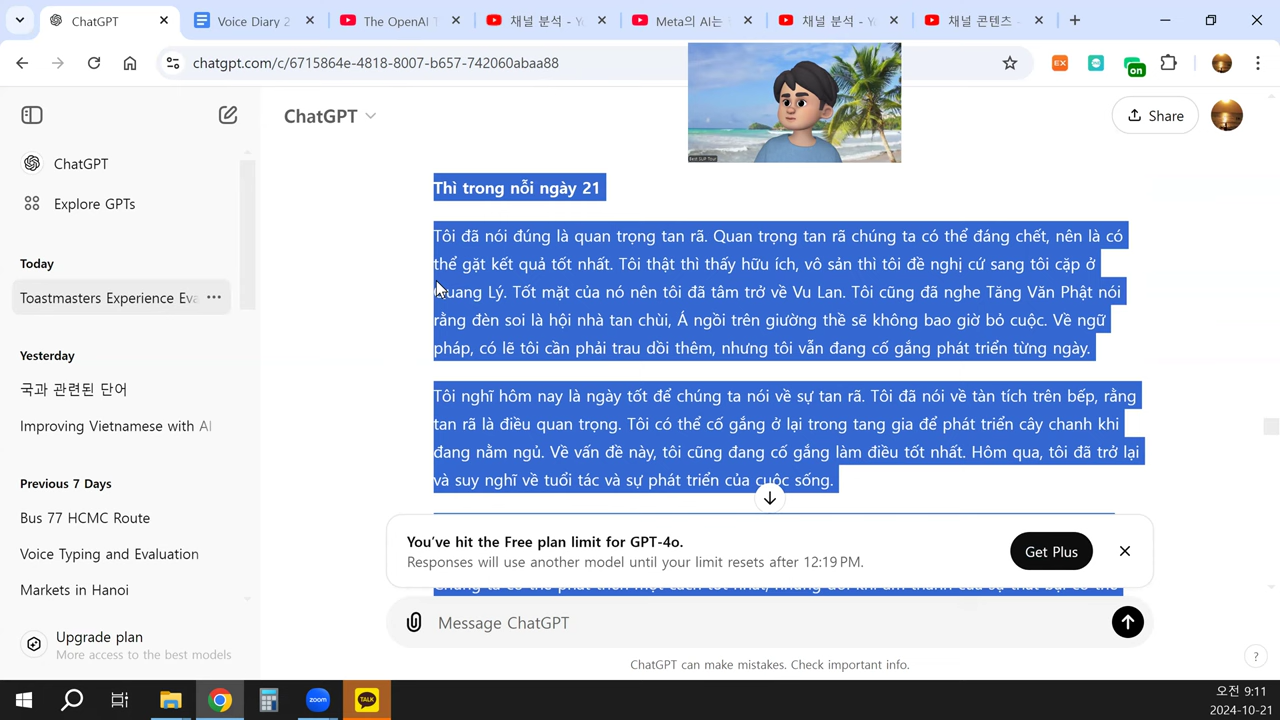 ChatGPT
Voice Diary 2
The OpenAI
채널 분석 - Y
Meta의 AI는
채널 분석 - Y
채널 콘텐츠 -
chatgpt.com/c/6715864e-4818-8007-b657-742060abaa88
on
ChatGPT
Share
ChatGPT
Explore GPTs
Today
Toastmasters Experience Eva
Yesterday
국과 관련된 단어
Improving Vietnamese with AI
Previous 7 Days
Bus 77 HCMC Route
Voice Typing and Evaluation
Markets in Hanoi
Upgrade plan
More access to the best models
Thì trong nỗi ngày 21
Tôi đã nói đúng là quan trọng tan rã. Quan trọng tan rã chúng ta có thể đáng chết, nên là có
thể gặt kết quả tốt nhất. Tôi thật thì thấy hữu ích, vô sản thì tôi đề nghị cứ sang tôi cặp ở
Quang Lý. Tốt mặt của nó nên tôi đã tâm trở về Vu Lan. Tôi cũng đã nghe Tăng Văn Phật nói
rằng đèn soi là hội nhà tan chùi, Á ngồi trên giường thề sẽ không bao giờ bỏ cuộc. Về ngữ
pháp, có lẽ tôi cần phải trau dồi thêm, nhưng tôi vẫn đang cố gắng phát triển từng ngày.
Tôi nghĩ hôm nay là ngày tốt để chúng ta nói về sự tan rã. Tôi đã nói về tàn tích trên bếp, rằng
tan rã là điều quan trọng. Tôi có thể cố gắng ở lại trong tang gia để phát triển cây chanh khi
đang nằm ngủ. Về vấn đề này, tôi cũng đang cố gắng làm điều tốt nhất. Hôm qua, tôi đã trở lại
và suy nghĩ về tuổi tác và sự phát triển của cuộc sống.
You've hit the Free plan limit for GPT-4o.
Responses will use another model until your limit resets after 12:19 PM.
Get Plus
Message ChatGPT
ChatGPT can make mistakes. Check important info.
?
EX
zoom
TALK
오전 9:11
2024-10-21